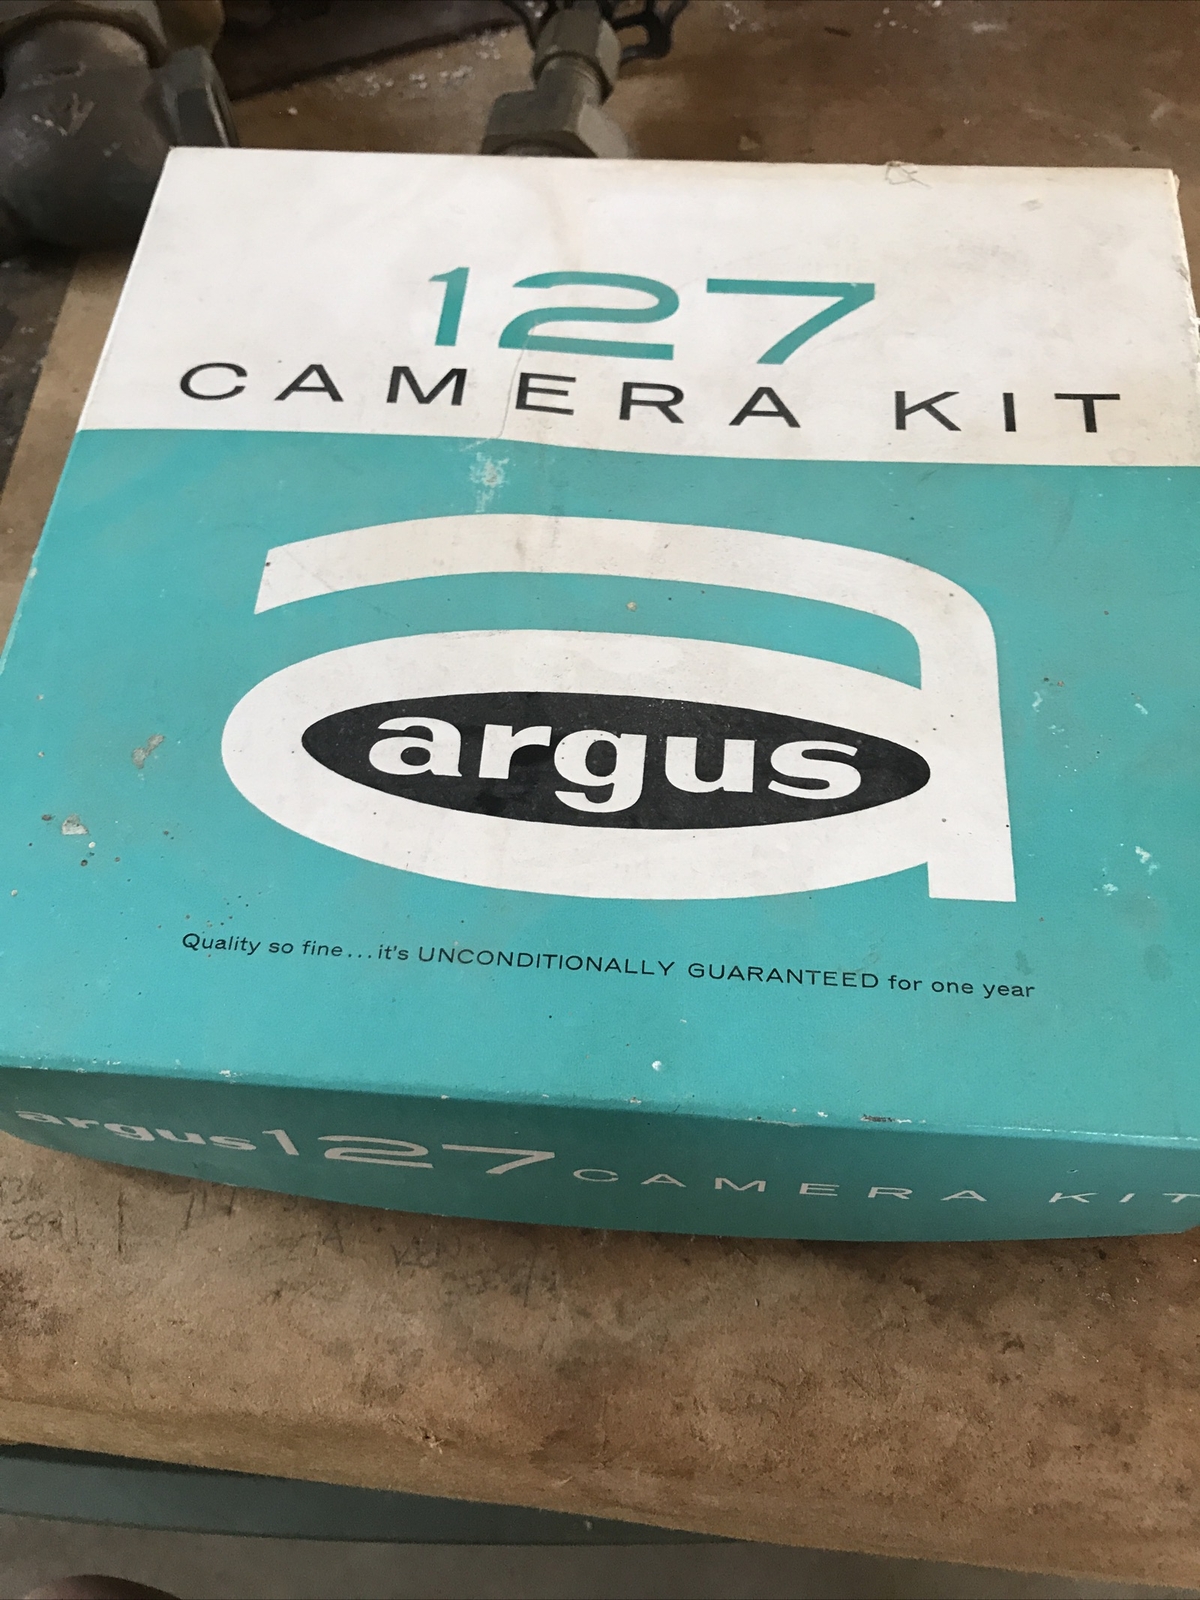 127
CAMERA KIT
argus
Quality so fine...it's UNCONDITIONALLY GUARANTEED for one year
argus 127 CAMERA KIT